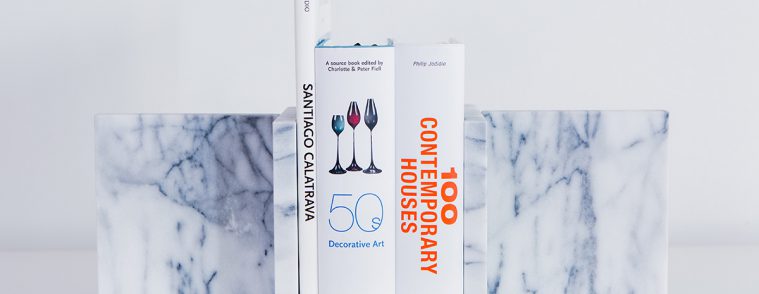 SANTIAGO CALATRAVA
A source book edited by
Charlotte & Peter Fiell
50s
Decorative Art
Philip Jodidio
100
CONTEMPORARY
HOUSES